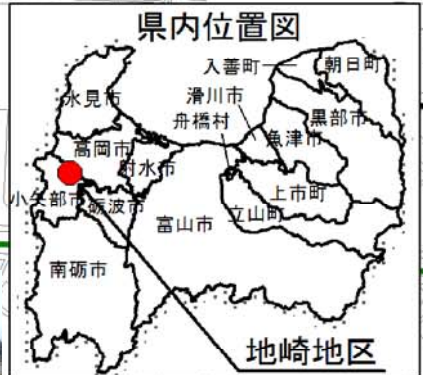 県内位置図
入善町
朝日町
氷見市
滑川市
黒部市
舟橋村
魚津市
高岡市
射水市
上市町
小矢部市
砺波市
富山市
立山町
南砺市
地崎地区